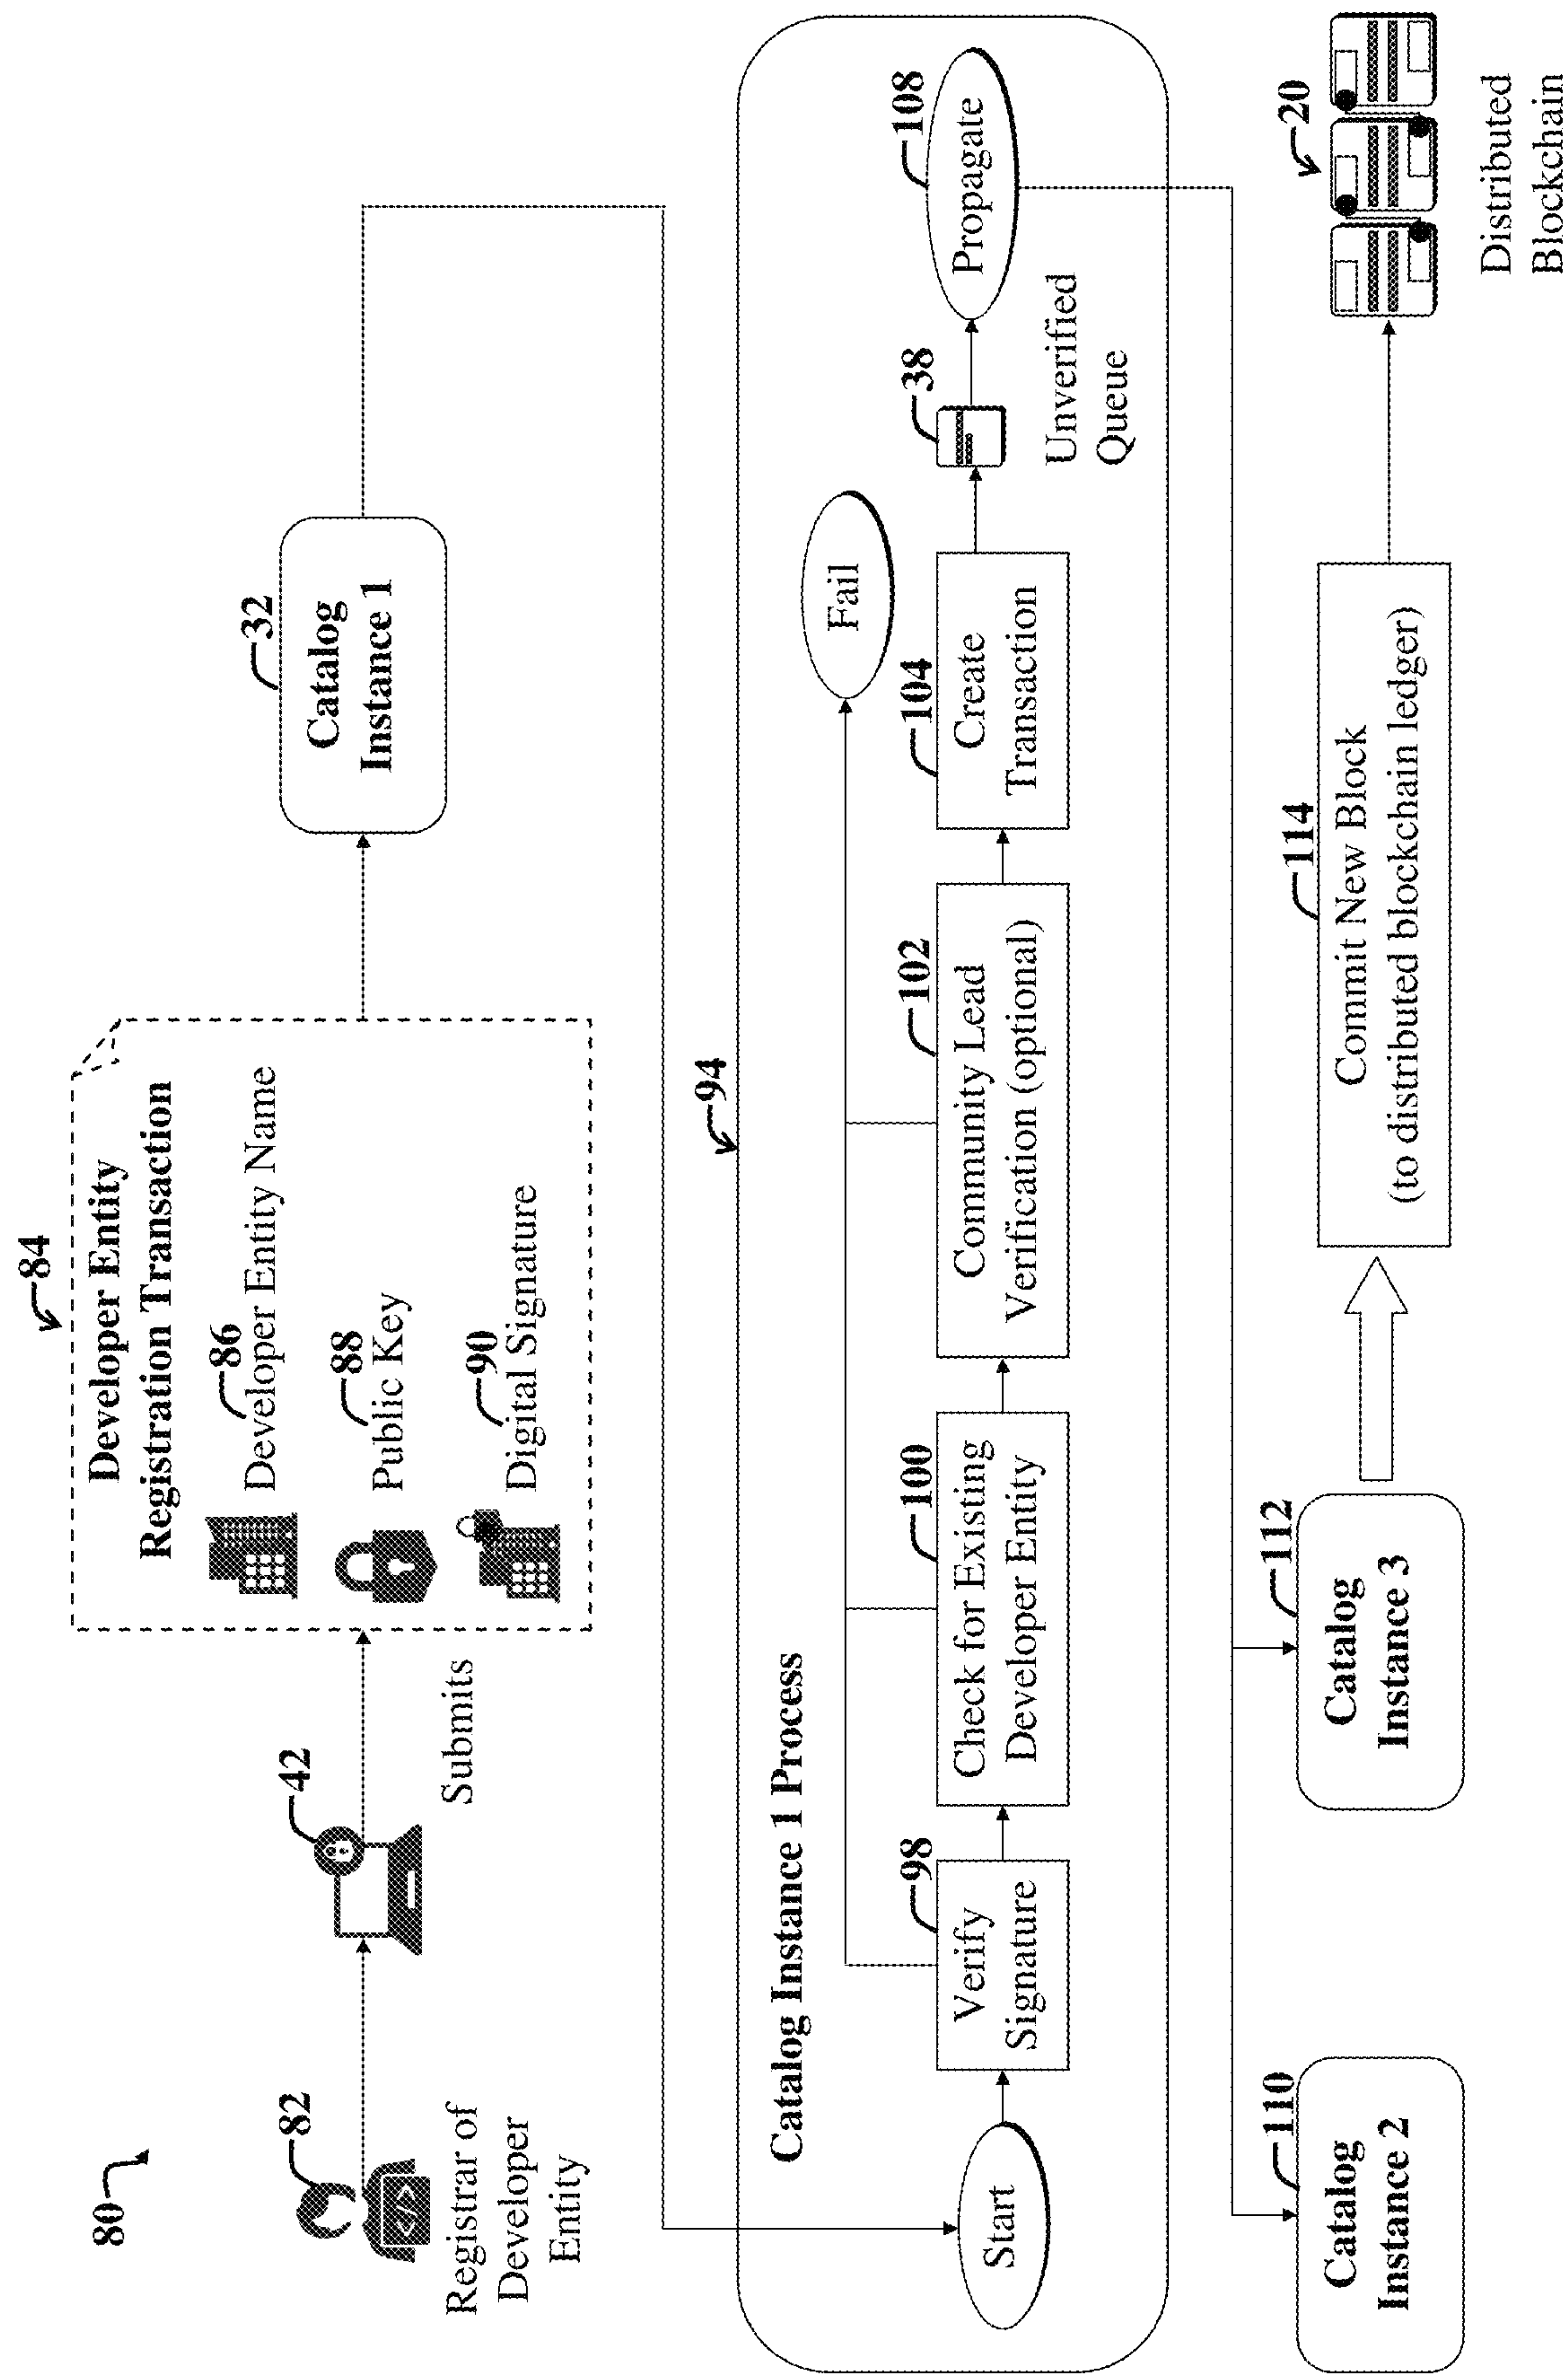 80
82
Registrar of
Developer
Entity
42
Submits
84
Developer Entity
Registration Transaction
86
Developer Entity Name
88
Public Key
90
Digital Signature
32
Catalog
Instance 1
94
Catalog Instance 1 Process
Start
98
Verify
Signature
100
Check for Existing
Developer Entity
102
Community Lead
Verification (optional)
Fail
104
Create
Transaction
38
Unverified
Queue
108
Propagate
110
Catalog
Instance 2
112
Catalog
Instance 3
114
Commit New Block
(to distributed blockchain ledger)
20
Distributed
Blockchain